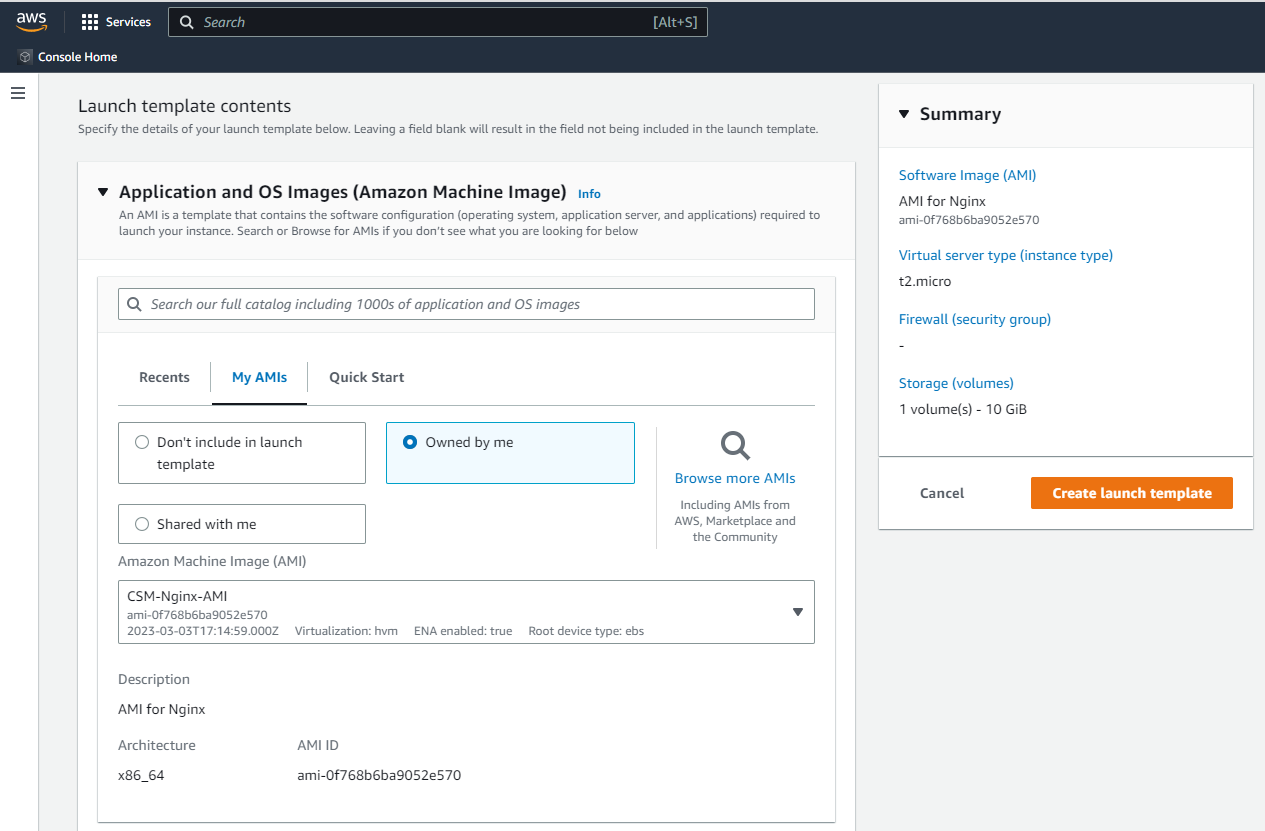 aws
Services
Search
[Alt+S]
Console Home
Launch template contents
Specify the details of your launch template below. Leaving a field blank will result in the field not being included in the launch template.
Application and OS Images (Amazon Machine Image) Info
An AMI is a template that contains the software configuration (operating system, application server, and applications) required to
launch your instance. Search or Browse for AMIs if you don't see what you are looking for below
Search our full catalog including 1000s of application and OS images
Recents
My AMIs
Quick Start
Don't include in launch
template
Owned by me
Shared with me
Browse more AMIs
Including AMIs from
AWS, Marketplace and
the Community
Amazon Machine Image (AMI)
CSM-Nginx-AMI
ami-0f768b6ba9052e570
2023-03-03T17:14:59.000Z Virtualization: hvm ENA enabled: true Root device type: ebs
Description
AMI for Nginx
Architecture
AMI ID
x86_64
ami-0f768b6ba9052e570
Summary
Software Image (AMI)
AMI for Nginx
ami-0f768b6ba9052e570
Virtual server type (instance type)
t2.micro
Firewall (security group)
-
Storage (volumes)
1 volume(s) - 10 GiB
Cancel
Create launch template